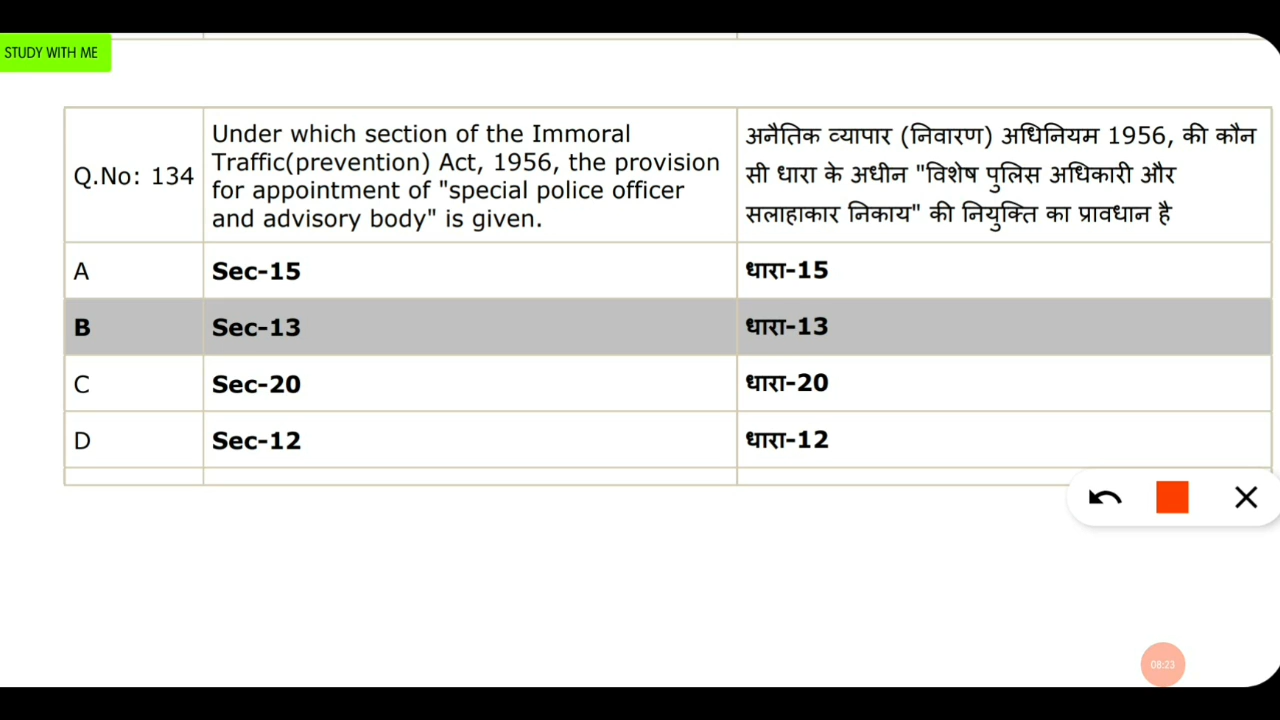 STUDY WITH ME
Q.No: 134
Under which section of the Immoral
Traffic(prevention) Act, 1956, the provision
for appointment of "special police officer
and advisory body" is given.
अनैतिक व्यापार (निवारण) अधिनियम 1956, की कौन
सी धारा के अधीन "विशेष पुलिस अधिकारी और
सलाहाकार निकाय" की नियुक्ति का प्रावधान है
A Sec-15 धारा-15
B Sec-13 धारा-13
C Sec-20 धारा-20
D Sec-12 धारा-12
08:23